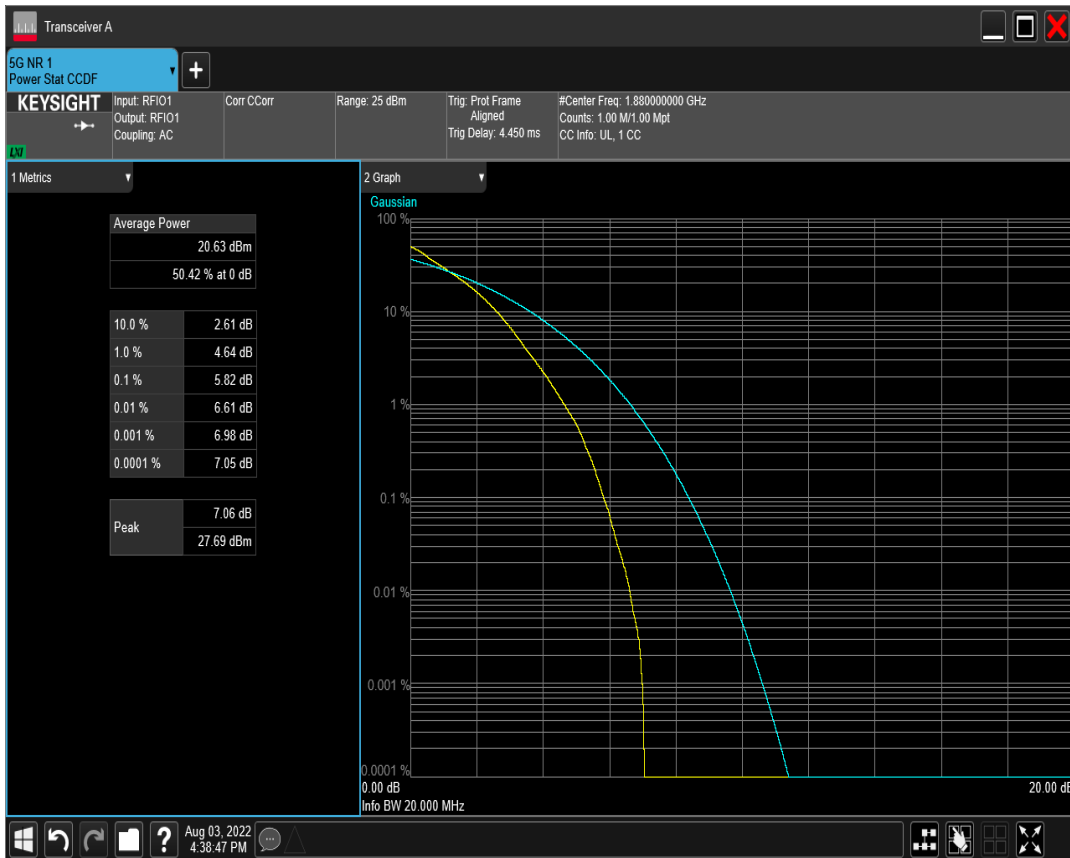 Transceiver A
5G NR 1
Power Stat CCDF
KEYSIGHT
Input: RFIO1
Output: RFIO1
Coupling: AC
Corr CCorr
Range: 25 dBm
Trig: Prot Frame
Aligned
Trig Delay: 4.450 ms
#Center Freq: 1.880000000 GHz
Counts: 1.00 M/1.00 Mpt
CC Info: UL, 1 CC
LXI
1 Metrics
Average Power
20.63 dBm
50.42 % at 0 dB
10.0 % 2.61 dB
1.0 % 4.64 dB
0.1 % 5.82 dB
0.01 % 6.61 dB
0.001 % 6.98 dB
0.0001 % 7.05 dB
Peak 7.06 dB
27.69 dBm
2 Graph
Gaussian
100 %
10 %
1 %
0.1 %
0.01 %
0.001 %
0.0001 %
0.00 dB 20.00 dB
Info BW 20.000 MHz
?
Aug 03, 2022
4:38:47 PM